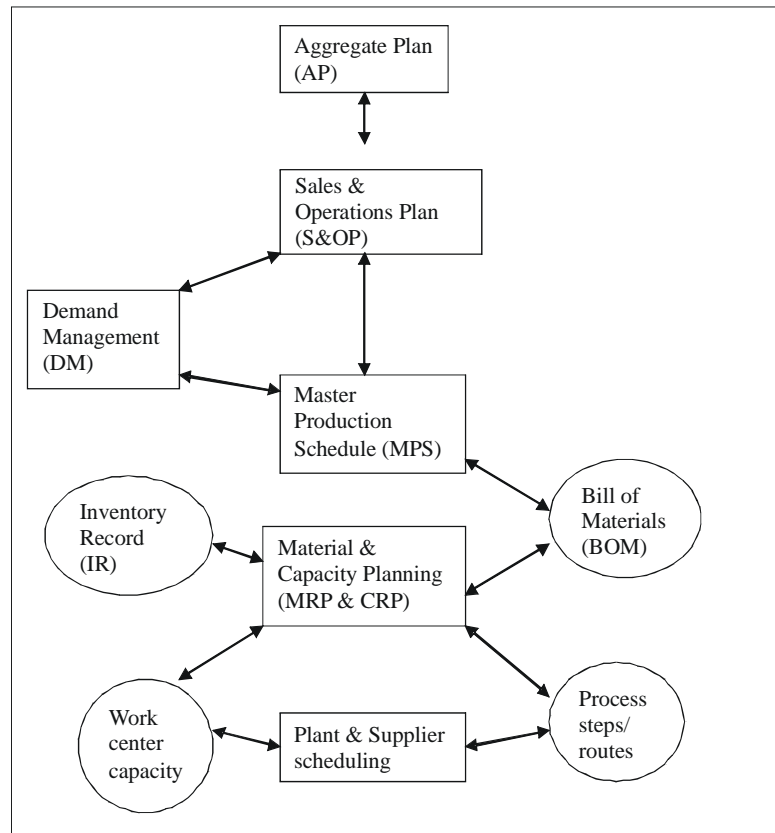 Aggregate Plan
(AP)
Sales &
Operations Plan
(S&OP)
Demand
Management
(DM)
Master
Production
Schedule (MPS)
Inventory
Record
(IR)
Bill of
Materials
(BOM)
Material &
Capacity Planning
(MRP & CRP)
Work
center
capacity
Plant & Supplier
scheduling
Process
steps/
routes